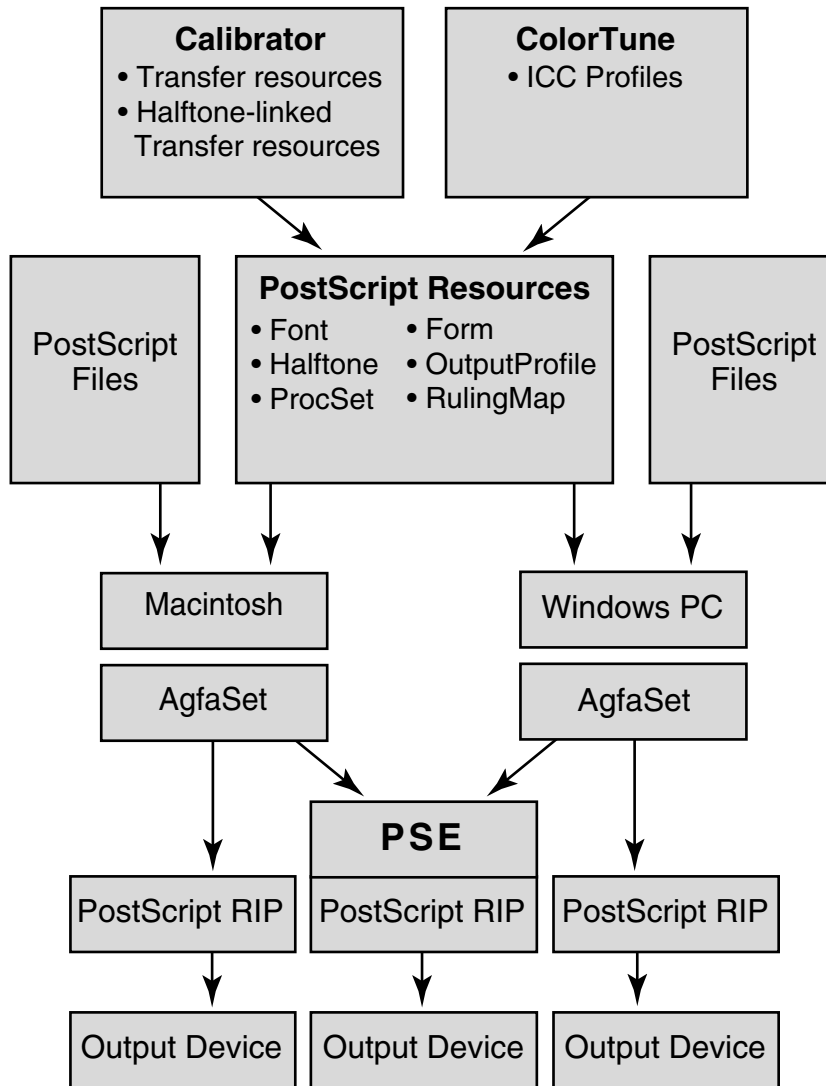 Calibrator
• Transfer resources
• Halftone-linked
Transfer resources
ColorTune
• ICC Profiles
PostScript
Files
PostScript Resources
• Font
• Halftone
• ProcSet
• Form
• OutputProfile
• RulingMap
PostScript
Files
Macintosh
Windows PC
AgfaSet
AgfaSet
PSE
PostScript RIP
PostScript RIP
PostScript RIP
Output Device
Output Device
Output Device